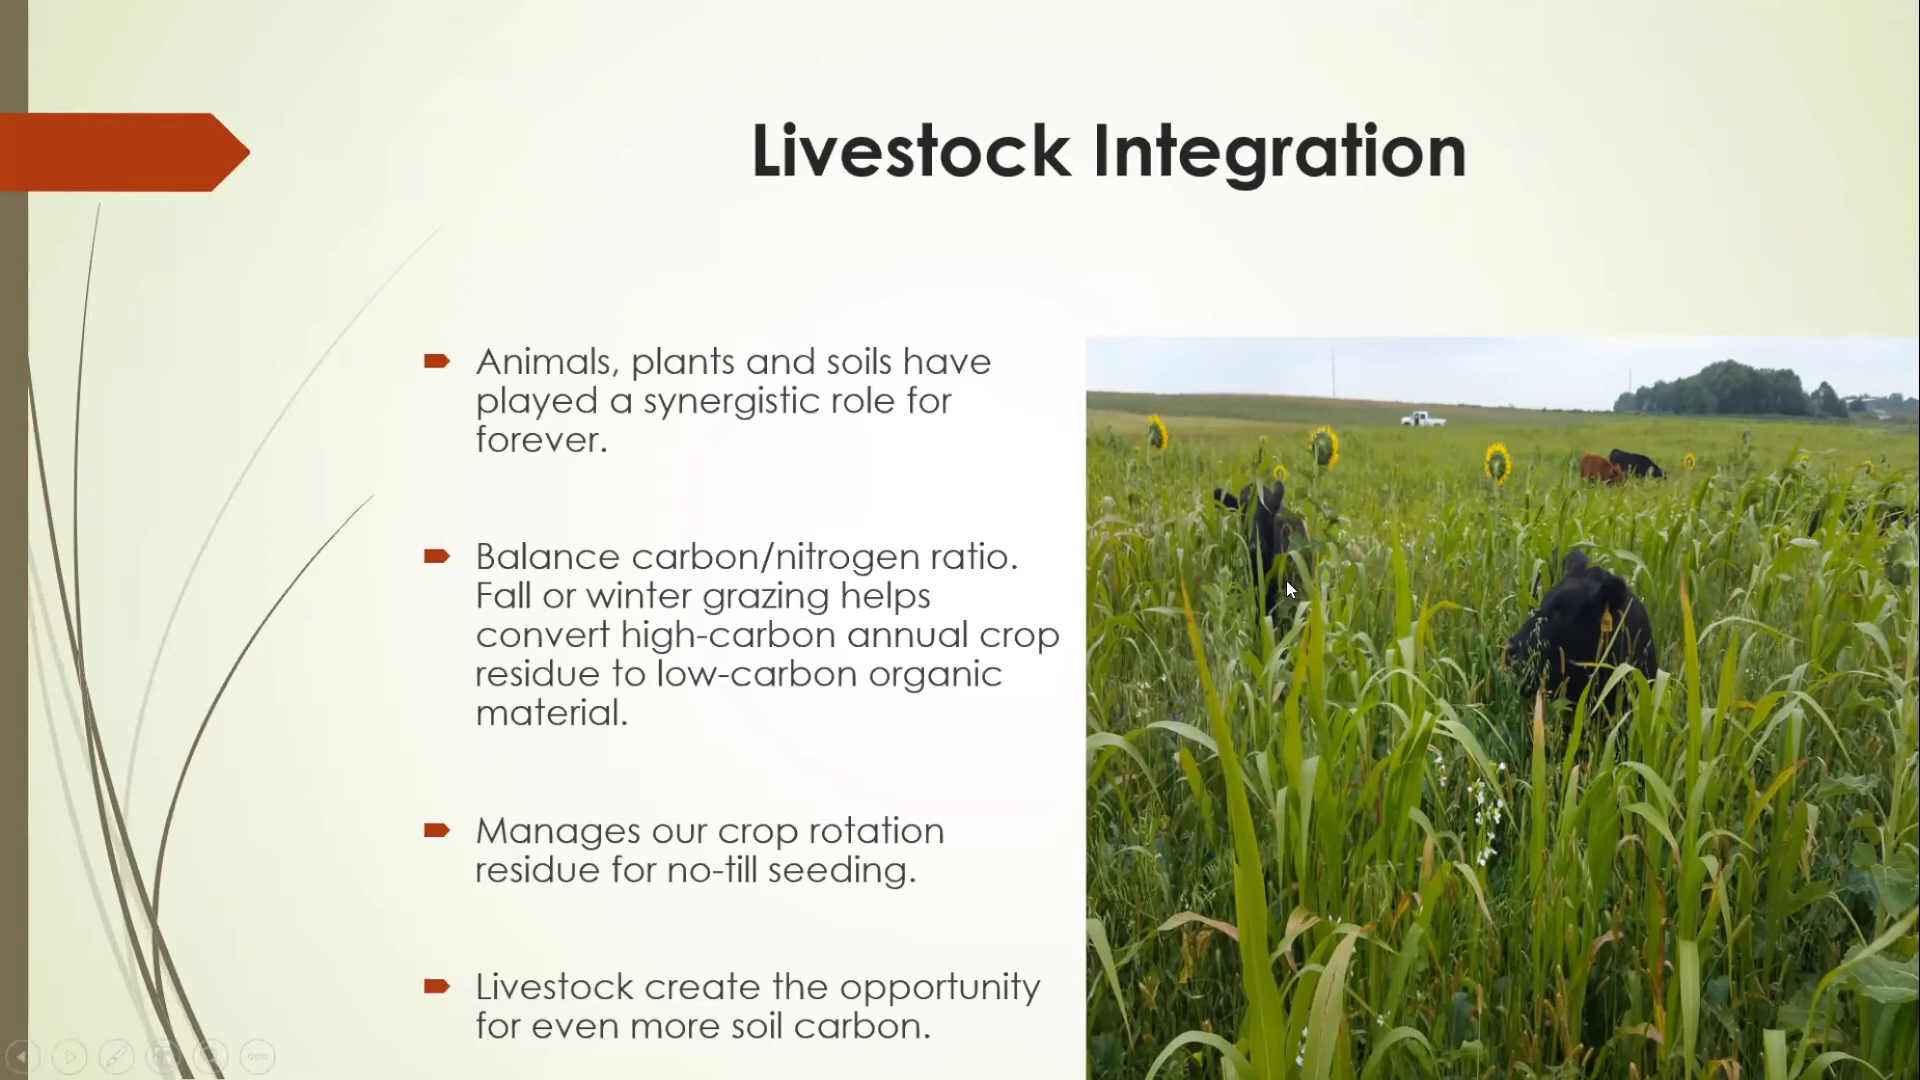 Livestock Integration
Animals, plants and soils have
played a synergistic role for
forever.
Balance carbon/nitrogen ratio.
Fall or winter grazing helps
convert high-carbon annual crop
residue to low-carbon organic
material.
Manages our crop rotation
residue for no-till seeding.
Livestock create the opportunity
for even more soil carbon.